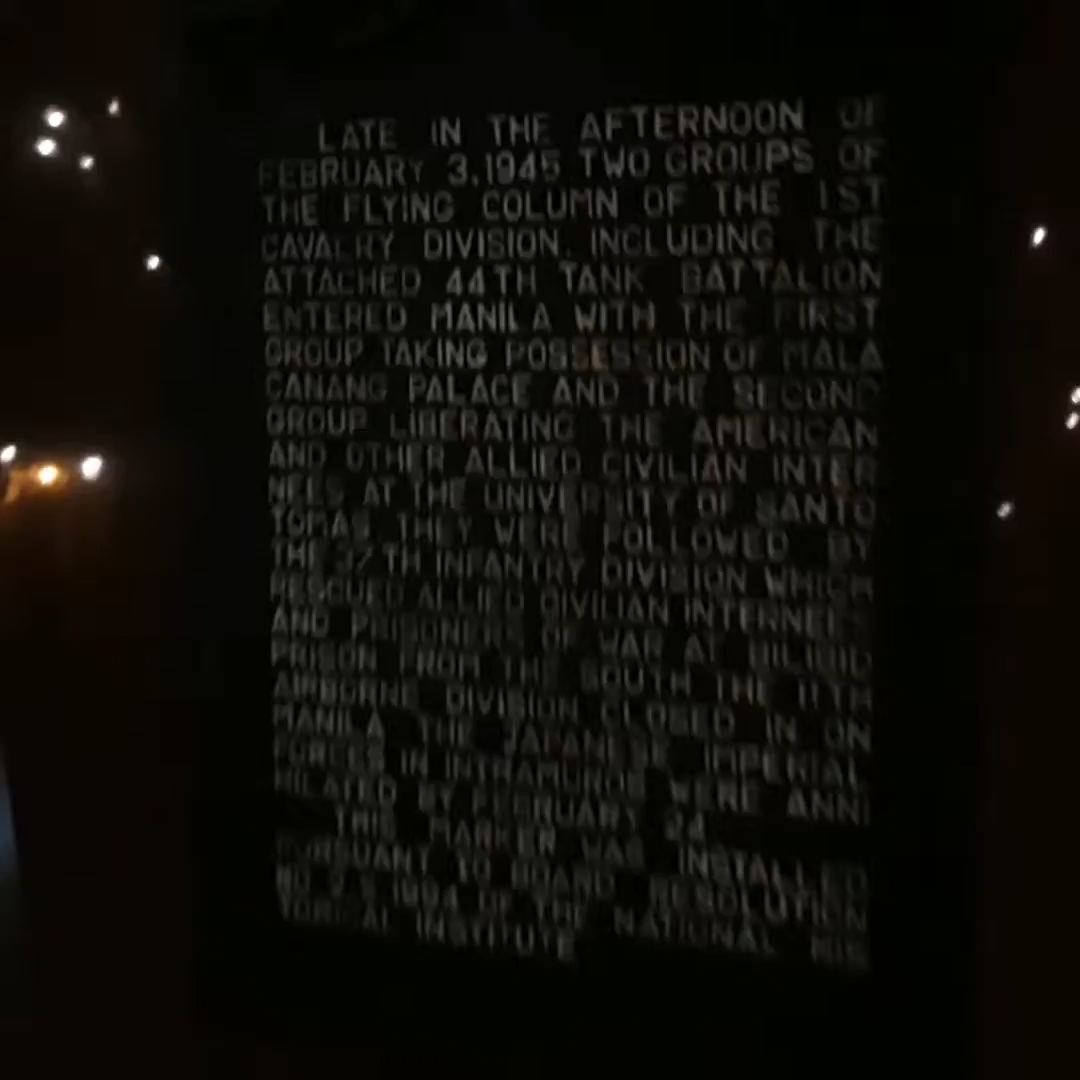 LATE IN THE AFTERNOON OF
FEBRUARY 3,1945 TWO GROUPS OF
THE FLYING COLUMN OF THE 1ST
CAVALRY DIVISION, INCLUDING THE
ATTACHED 44TH TANK BATTALION
ENTERED MANILA WITH THE FIRST
GROUP TAKING POSSESSION OF MALA
CANANG PALACE AND THE SECOND
GROUP LIBERATING THE AMERICAN
AND OTHER ALLIED CIVILIAN INTER
NEES AT THE UNIVERSITY OF SANTO
TOMAS. THEY WERE FOLLOWED BY
THE 37TH INFANTRY DIVISION WHICH
RESCUED ALLIED CIVILIAN INTERNEES
AND PRISONERS OF WAR AT BILIBID
PRISON FROM THE SOUTH THE 11TH
AIRBORNE DIVISION CLOSED IN ON
MANILA THE JAPANESE IMPERIAL
FORCES IN INTRAMUROS WERE ANNI
HILATED BY FEBRUARY 24
THIS MARKER WAS INSTALLED
PURSUANT TO BOARD RESOLUTION
OF THE NATIONAL HIS
TORICAL INSTITUTE